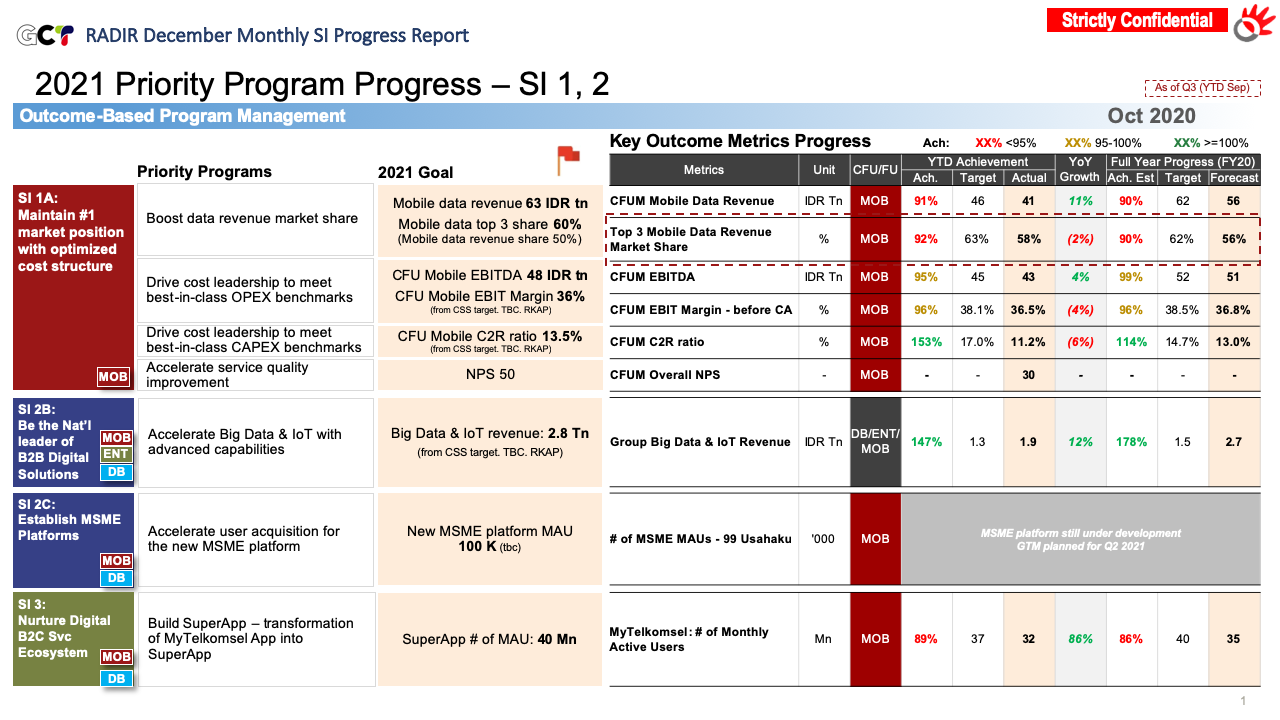 GCT RADIR December Monthly SI Progress Report
Strictly Confidential
2021 Priority Program Progress – SI 1, 2
As of Q3 (YTD Sep)
Outcome-Based Program Management
Oct 2020
Priority Programs
2021 Goal
Key Outcome Metrics Progress
Ach: XX% <95% XX% 95-100% XX% >=100%
Metrics Unit CFU/FU YTD Achievement YoY Growth Full Year Progress (FY20)
Ach. Target Actual Ach. Est Target Forecast
SI 1A:
Maintain #1
market position
with optimized
cost structure
MOB
Boost data revenue market share
Mobile data revenue 63 IDR tn
Mobile data top 3 share 60%
(Mobile data revenue share 50%)
CFUM Mobile Data Revenue IDR Tn MOB 91% 46 41 11% 90% 62 56
Top 3 Mobile Data Revenue
Market Share % MOB 92% 63% 58% (2%) 90% 62% 56%
Drive cost leadership to meet
best-in-class OPEX benchmarks
CFU Mobile EBITDA 48 IDR tn
CFU Mobile EBIT Margin 36%
(from CSS target. TBC. RKAP)
CFUM EBITDA IDR Tn MOB 95% 45 43 4% 99% 52 51
CFUM EBIT Margin - before CA % MOB 96% 38.1% 36.5% (4%) 96% 38.5% 36.8%
Drive cost leadership to meet
best-in-class CAPEX benchmarks
CFU Mobile C2R ratio 13.5%
(from CSS target. TBC. RKAP)
CFUM C2R ratio % MOB 153% 17.0% 11.2% (6%) 114% 14.7% 13.0%
Accelerate service quality
improvement
NPS 50
CFUM Overall NPS - MOB - - 30 - - - -
SI 2B:
Be the Nat'l
leader of
B2B Digital
Solutions
MOB
ENT
DB
Accelerate Big Data & IoT with
advanced capabilities
Big Data & IoT revenue: 2.8 Tn
(from CSS target. TBC. RKAP)
Group Big Data & IoT Revenue IDR Tn DB/ENT/
MOB 147% 1.3 1.9 12% 178% 1.5 2.7
SI 2C:
Establish MSME
Platforms
MOB
DB
Accelerate user acquisition for
the new MSME platform
New MSME platform MAU
100 K (tbc)
# of MSME MAUs - 99 Usahaku '000 MOB
MSME platform still under development
GTM planned for Q2 2021
SI 3:
Nurture Digital
B2C Svc
Ecosystem
MOB
DB
Build SuperApp – transformation
of MyTelkomsel App into
SuperApp
SuperApp # of MAU: 40 Mn
MyTelkomsel: # of Monthly
Active Users Mn MOB 89% 37 32 86% 86% 40 35
1